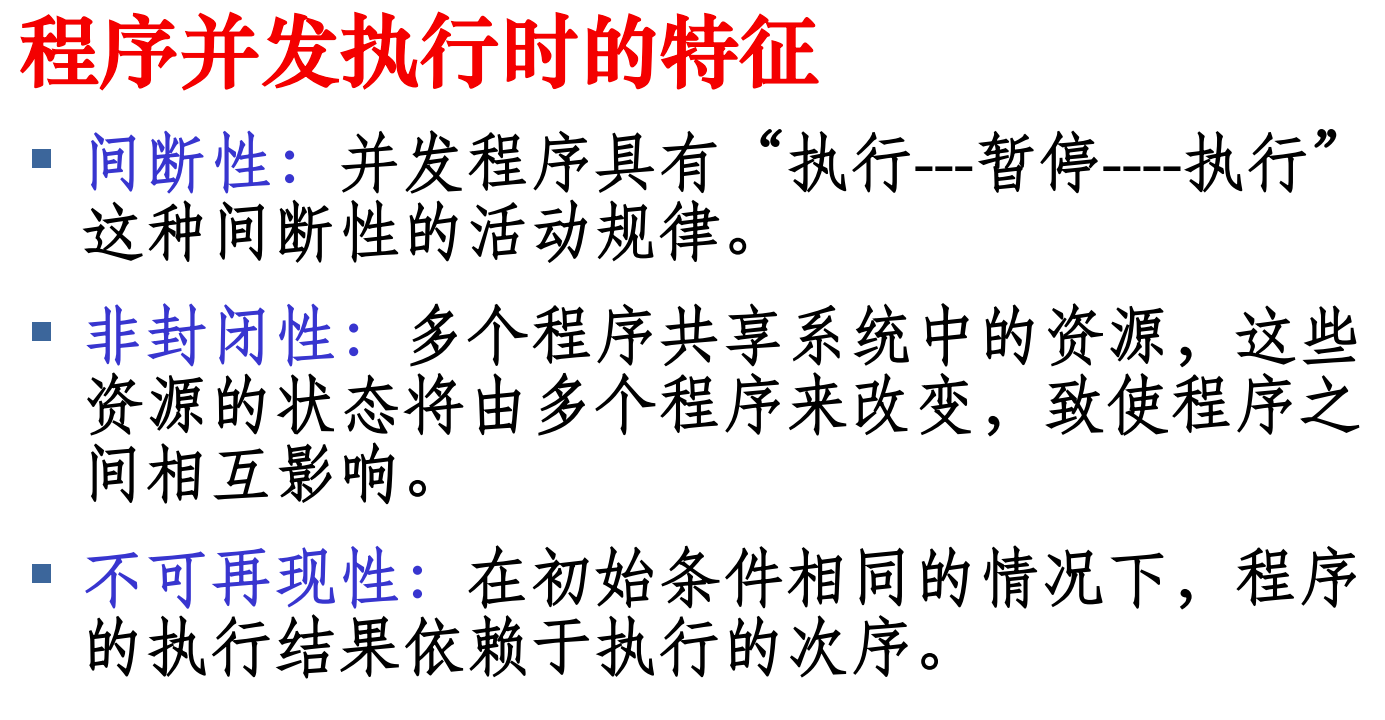 程序并发执行时的特征
间断性：并发程序具有“执行---暂停----执行”
这种间断性的活动规律。
非封闭性：多个程序共享系统中的资源，这些
资源的状态将由多个程序来改变，致使程序之
间相互影响。
不可再现性：在初始条件相同的情况下，程序
的执行结果依赖于执行的次序。